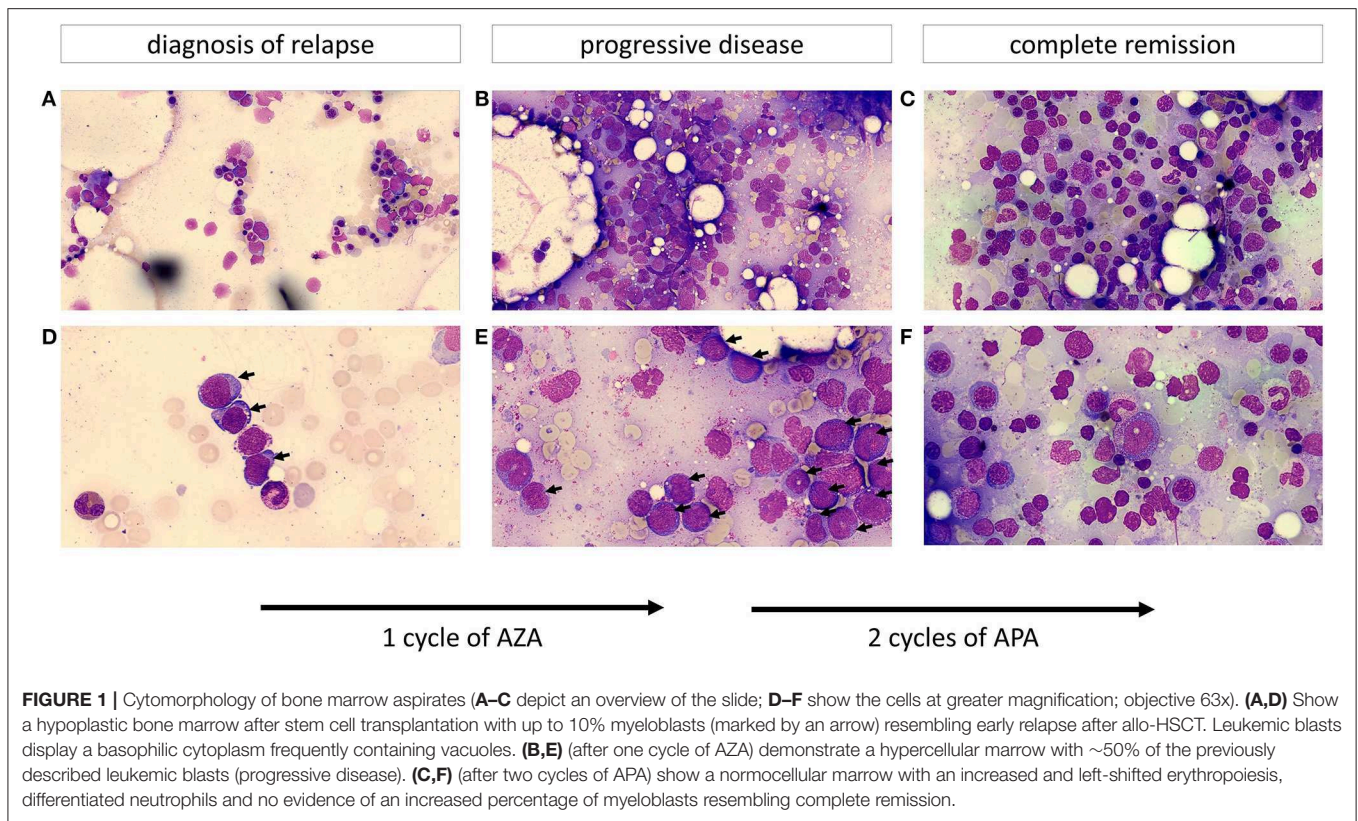 diagnosis of relapse
progressive disease
complete remission
A
B
C
D
E
F
1 cycle of AZA
2 cycles of APA
FIGURE 1 | Cytomorphology of bone marrow aspirates (A–C depict an overview of the slide; D–F show the cells at greater magnification; objective 63x). (A,D) Show
a hypoplastic bone marrow after stem cell transplantation with up to 10% myeloblasts (marked by an arrow) resembling early relapse after allo-HSCT. Leukemic blasts
display a basophilic cytoplasm frequently containing vacuoles. (B,E) (after one cycle of AZA) demonstrate a hypercellular marrow with ~50% of the previously
described leukemic blasts (progressive disease). (C,F) (after two cycles of APA) show a normocellular marrow with an increased and left-shifted erythropoiesis,
differentiated neutrophils and no evidence of an increased percentage of myeloblasts resembling complete remission.